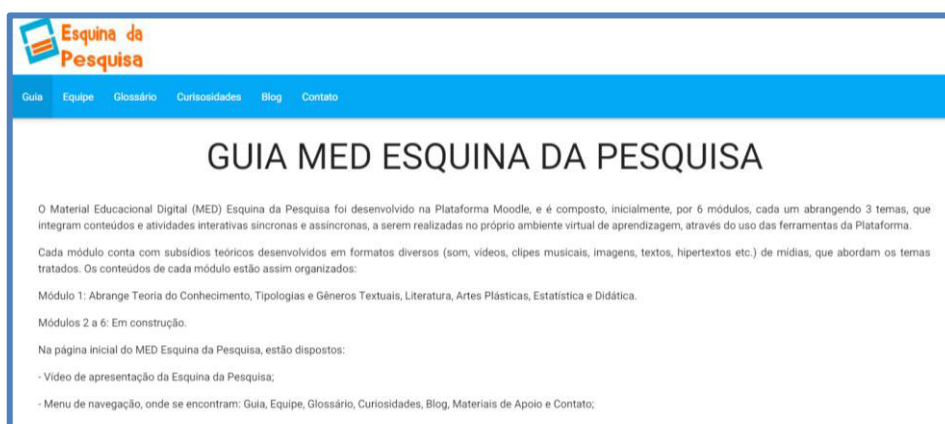 Esquina da
Pesquisa
Guia Equipe Glossário Curisosidades Blog Contato
GUIA MED ESQUINA DA PESQUISA
O Material Educacional Digital (MED) Esquina da Pesquisa foi desenvolvido na Plataforma Moodle, e é composto, inicialmente, por 6 módulos, cada um abrangendo 3 temas, que
integram conteúdos e atividades interativas síncronas e assíncronas, a serem realizadas no próprio ambiente virtual de aprendizagem, através do uso das ferramentas da Plataforma.
Cada módulo conta com subsídios teóricos desenvolvidos em formatos diversos (som, vídeos, clipes musicais, imagens, textos, hipertextos etc.) de mídias, que abordam os temas
tratados. Os conteúdos de cada módulo estão assim organizados:
Módulo 1: Abrange Teoria do Conhecimento, Tipologias e Gêneros Textuais, Literatura, Artes Plásticas, Estatística e Didática.
Módulos 2 a 6: Em construção.
Na página inicial do MED Esquina da Pesquisa, estão dispostos:
- Vídeo de apresentação da Esquina da Pesquisa;
- Menu de navegação, onde se encontram: Guia, Equipe, Glossário, Curiosidades, Blog, Materiais de Apoio e Contato;